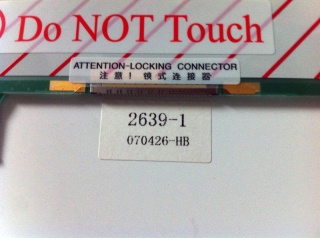 Do NOT Touch
ATTENTION-LOCKING CONNECTOR
注意! 锁式连接器
2639-1
070426-HB